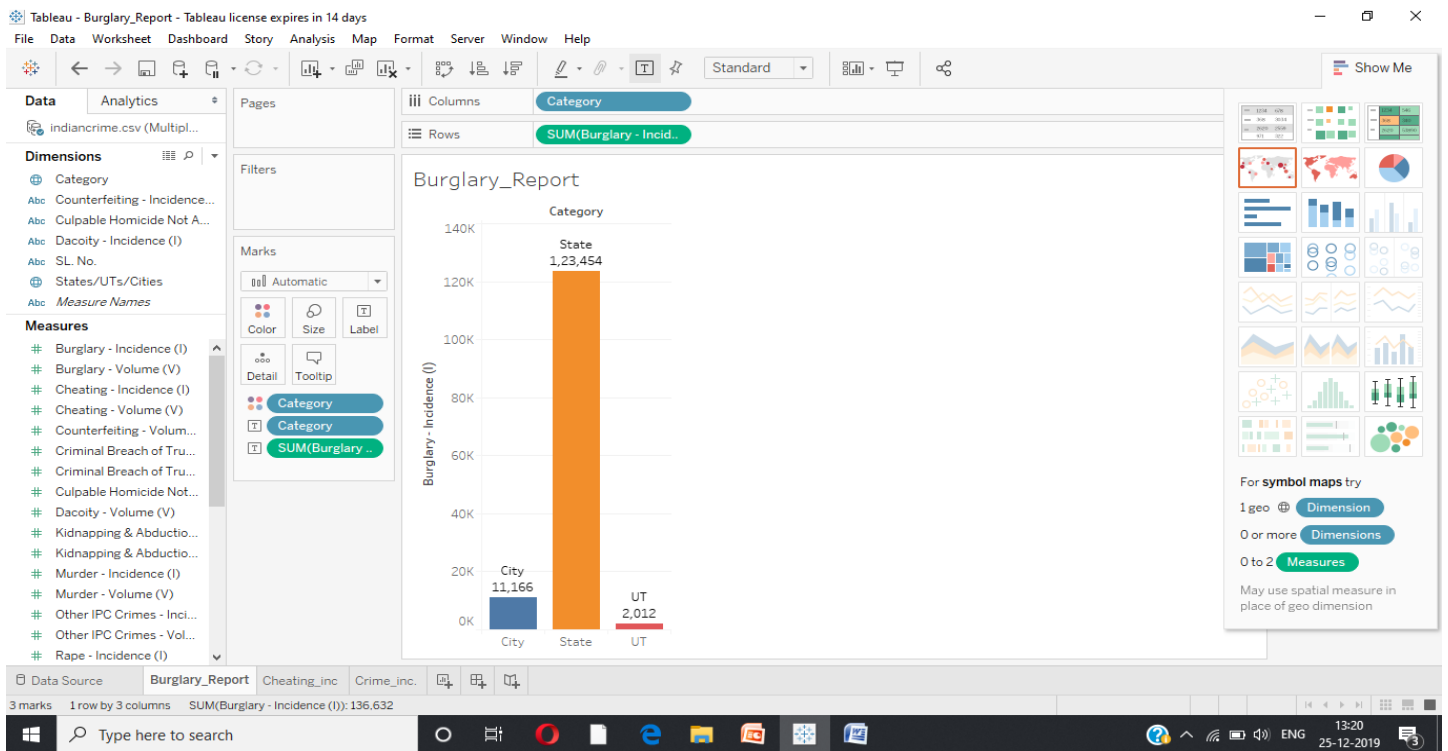 Tableau - Burglary_Report - Tableau license expires in 14 days
File Data Worksheet Dashboard Story Analysis Map Format Server Window Help
Standard
Show Me
Data Analytics
indiancrime.csv (Multipl...
Dimensions
Category
Abc Counterfeiting - Incidence...
Abc Culpable Homicide Not A...
Abc Dacoity - Incidence (I)
Abc SL. No.
States/UTs/Cities
Abc Measure Names
Measures
# Burglary - Incidence (I)
# Burglary - Volume (V)
# Cheating - Incidence (I)
# Cheating - Volume (V)
# Counterfeiting - Volum...
# Criminal Breach of Tru...
# Criminal Breach of Tru...
# Culpable Homicide Not...
# Dacoity - Volume (V)
# Kidnapping & Abductio...
# Kidnapping & Abductio...
# Murder - Incidence (I)
# Murder - Volume (V)
# Other IPC Crimes - Inci...
# Other IPC Crimes - Vol...
# Rape - Incidence (I)
Pages
Filters
Marks
Automatic
Color Size Label
Detail Tooltip
Category
T Category
T SUM(Burglary ..
Columns Category
Rows SUM(Burglary - Incid..
Burglary_Report
Category
140K
120K
100K
80K
60K
40K
20K
0K
Burglary - Incidence (I)
State
1,23,454
City
11,166
UT
2,012
City State UT
For symbol maps try
1 geo Dimension
0 or more Dimensions
0 to 2 Measures
May use spatial measure in
place of geo dimension
Data Source Burglary_Report Cheating_inc Crime_inc.
3 marks 1 row by 3 columns SUM(Burglary - Incidence (I)): 136,632
Type here to search
ENG
13:20
25-12-2019
3